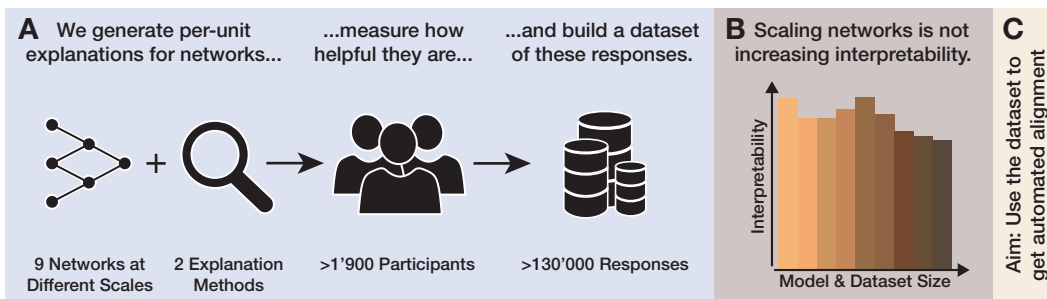 A We generate per-unit
explanations for networks...
...measure how
helpful they are...
...and build a dataset
of these responses.
+
9 Networks at
Different Scales
2 Explanation
Methods
>1'900 Participants
>130'000 Responses
B Scaling networks is not
increasing interpretability.
Interpretability
Model & Dataset Size
C
Aim: Use the dataset to
get automated alignment